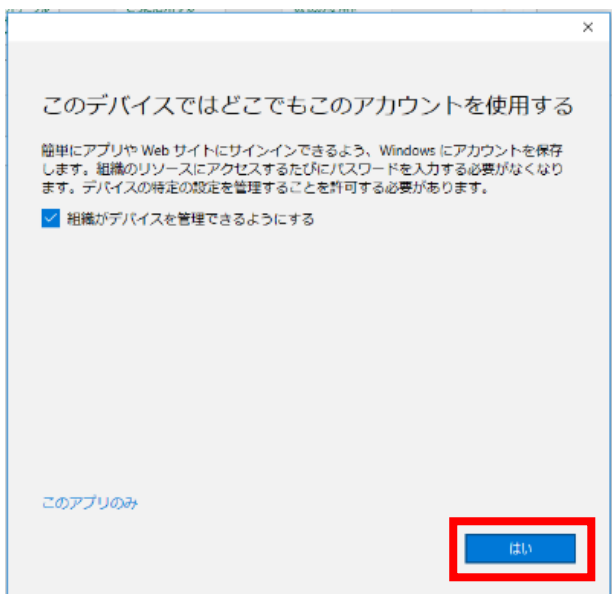 このデバイスではどこでもこのアカウントを使用する
簡単にアプリや Web サイトにサインインできるよう、Windows にアカウントを保存
します。組織のリソースにアクセスするたびにパスワードを入力する必要がなくなり
ます。デバイスの特定の設定を管理することを許可する必要があります。
組織がデバイスを管理できるようにする
このアプリのみ
はい